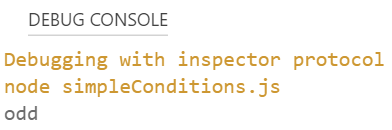 DEBUG CONSOLE
Debugging with inspector protocol
node simpleConditions.js
odd